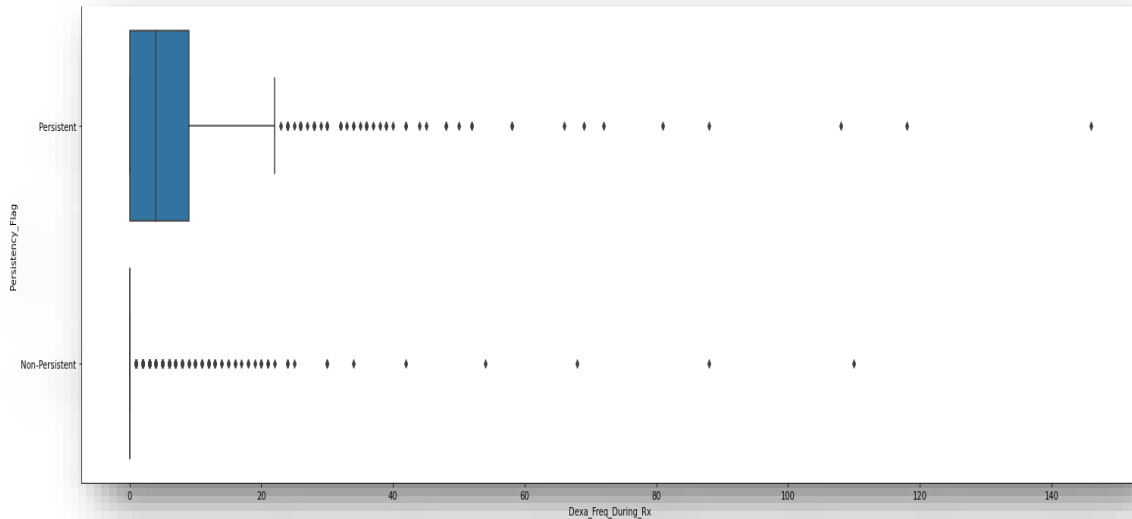 Persistency_Flag
Persistent
Non-Persistent
0 20 40 60 80 100 120 140
Dexa_Freq_During_Rx